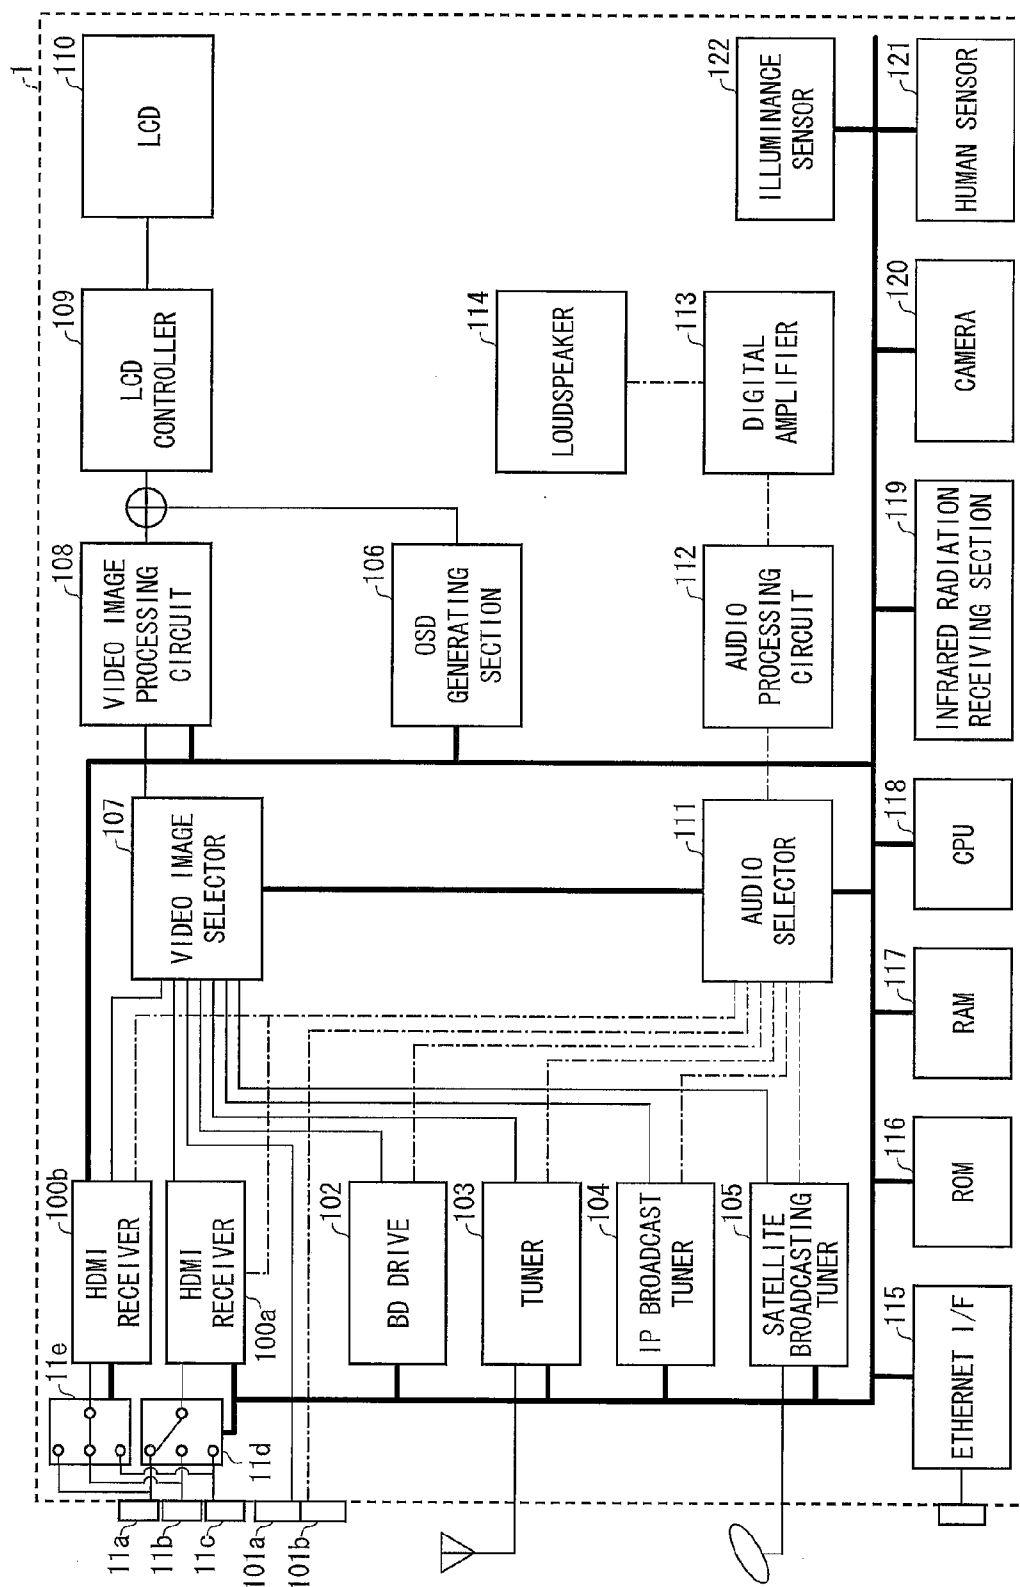 1
11a
11b
11c
101a
101b
11e
11d
100b
HDMI
RECEIVER
HDMI
RECEIVER
100a
102
BD DRIVE
103
TUNER
104
IP BROADCAST
TUNER
105
SATELLITE
BROADCASTING
TUNER
107
VIDEO IMAGE
SELECTOR
111
AUDIO
SELECTOR
108
VIDEO IMAGE
PROCESSING
CIRCUIT
106
OSD
GENERATING
SECTION
112
AUDIO
PROCESSING
CIRCUIT
109
LCD
CONTROLLER
114
LOUDSPEAKER
113
DIGITAL
AMPLIFIER
110
LCD
122
ILLUMINANCE
SENSOR
115
ETHERNET I/F
116
ROM
117
RAM
118
CPU
119
INFRARED RADIATION
RECEIVING SECTION
120
CAMERA
121
HUMAN SENSOR